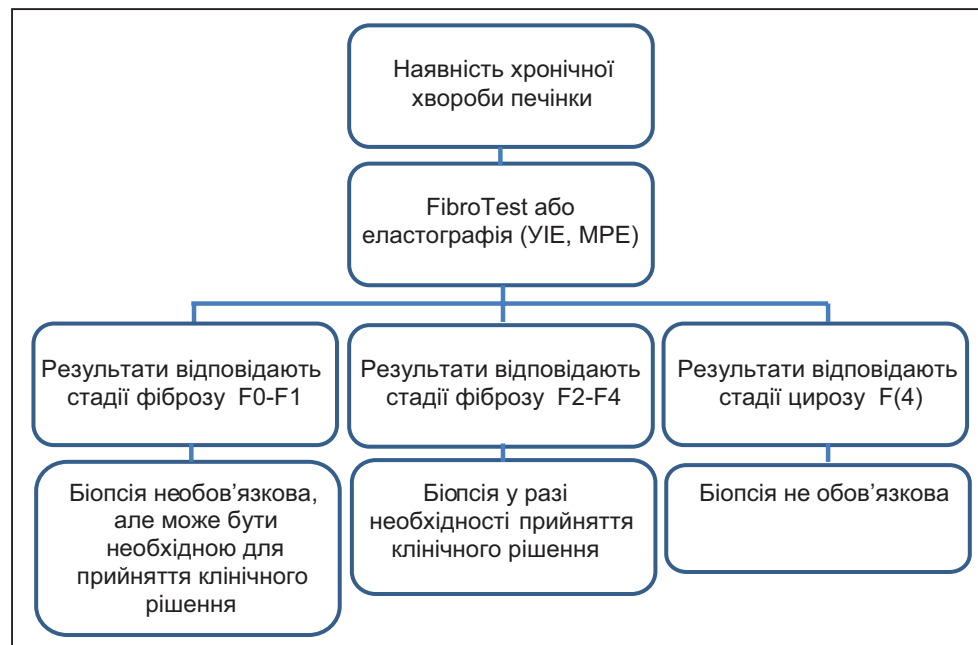 Наявність хронічної
хвороби печінки
FibroTest або
еластографія (УІЕ, МРЕ)
Результати відповідають
стадії фіброзу F0-F1
Результати відповідають
стадії фіброзу F2-F4
Результати відповідають
стадії цирозу F(4)
Біопсія необов’язкова,
але може бути
необхідною для
прийняття клінічного
рішення
Біопсія у разі
необхідності прийняття
клінічного рішення
Біопсія не обов’язкова